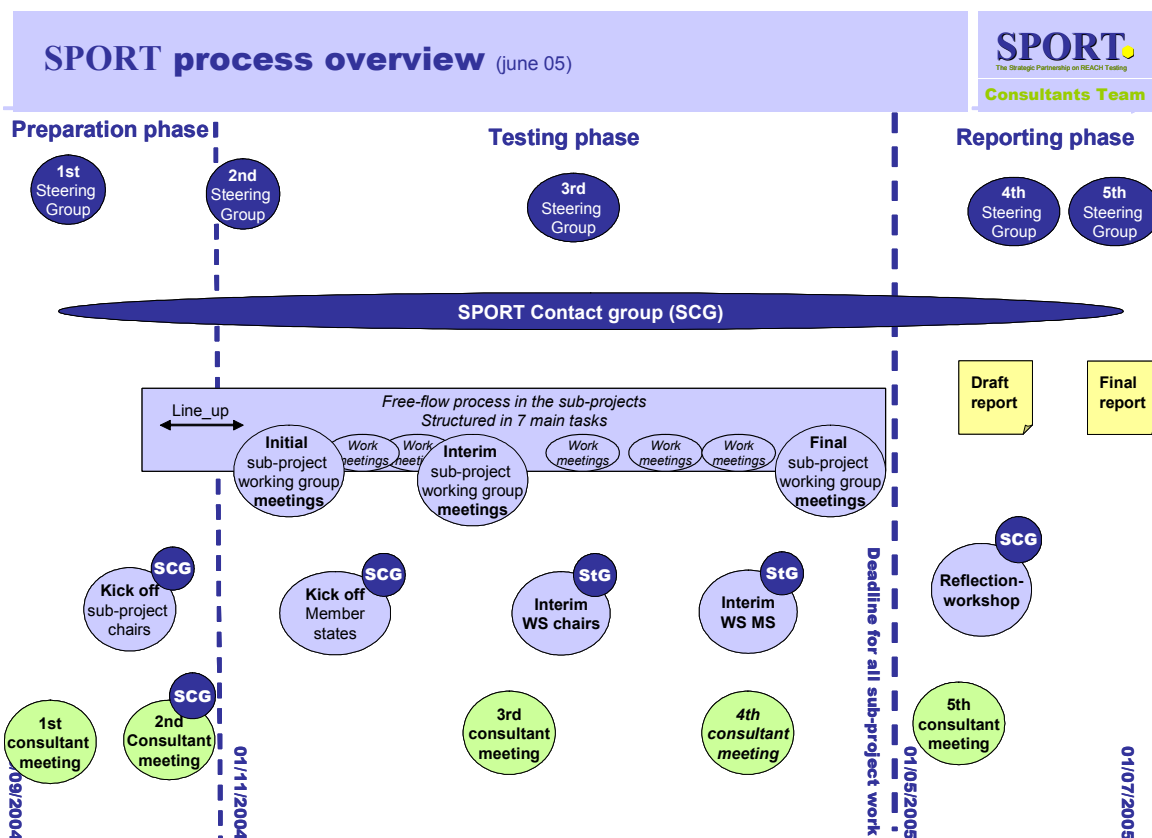 SPORT process overview (june 05)
SPORT
The Strategic Partnership on REACH Testing
Consultants Team
Preparation phase
Testing phase
Reporting phase
1st
Steering
Group
2nd
Steering
Group
3rd
Steering
Group
4th
Steering
Group
5th
Steering
Group
SPORT Contact group (SCG)
Line_up
Free-flow process in the sub-projects
Structured in 7 main tasks
Initial
sub-project
working group
meetings
Work
meetings
Work
Interim
sub-project
working group
meetings
Work
meetings
Work
meetings
Work
meetings
Final
sub-project
working group
meetings
Draft
report
Final
report
SCG
Kick off
sub-project
chairs
SCG
Kick off
Member
states
StG
Interim
WS chairs
StG
Interim
WS MS
SCG
Reflection-
workshop
Deadline for all sub-project work
1st
consultant
meeting
SCG
2nd
Consultant
meeting
3rd
consultant
meeting
4th
consultant
meeting
5th
consultant
meeting
/09/2004
01/11/2004
01/05/2005
01/07/2005